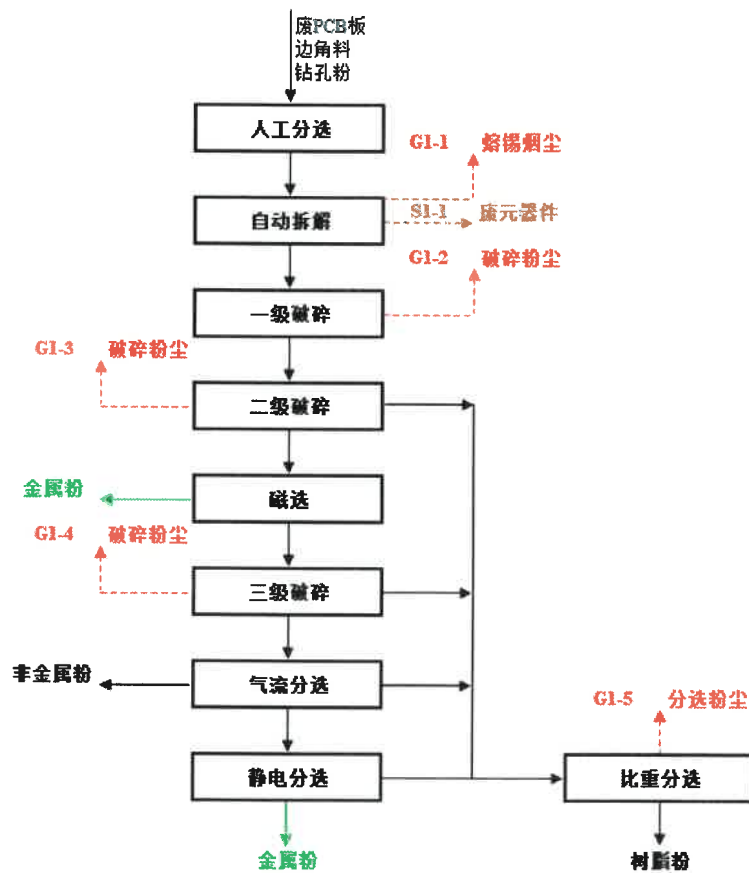 废PCB板
边角料
钻孔粉
人工分选
G1-1 熔锡烟尘
自动拆解
S1-1 废元器件
G1-2 破碎粉尘
一级破碎
G1-3 破碎粉尘
二级破碎
金属粉
磁选
G1-4 破碎粉尘
三级破碎
非金属粉
气流分选
G1-5 分选粉尘
静电分选
比重分选
金属粉
树脂粉